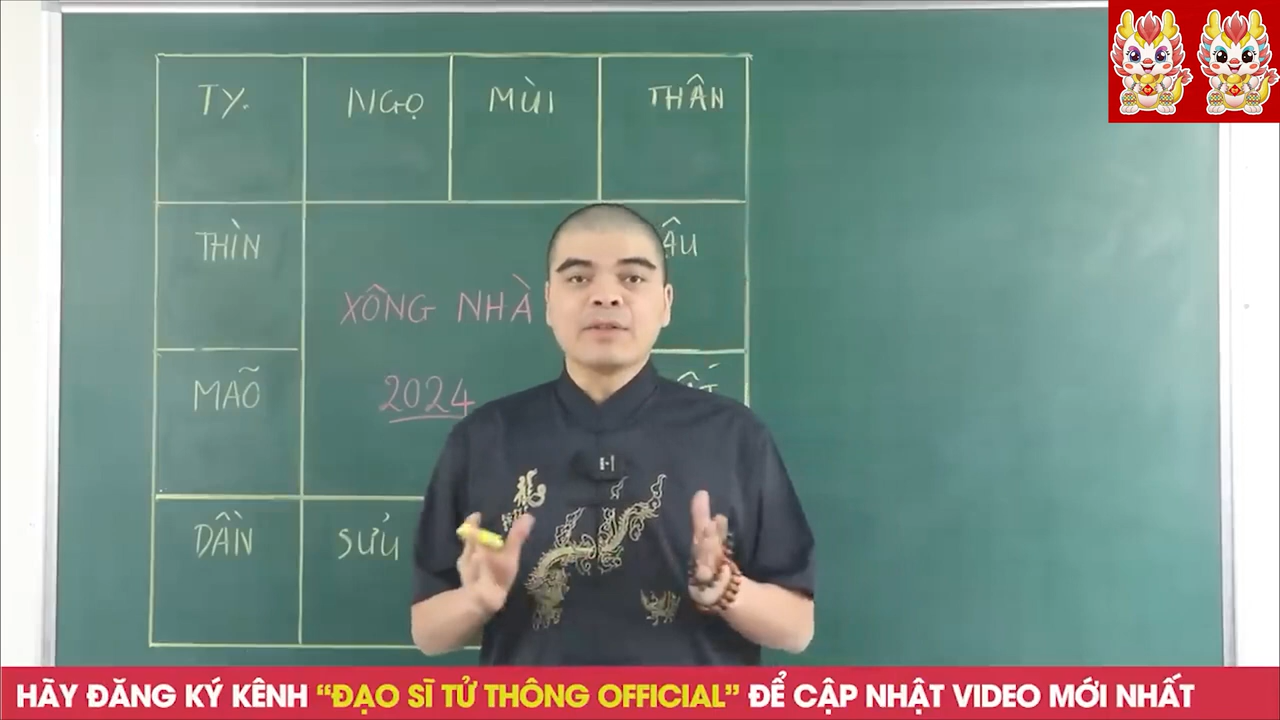 TỴ NGỌ MÙI THÂN
THÌN
XÔNG NHÀ
MÃO
2024
DẦN SỬU
龍
HÃY ĐĂNG KÝ KÊNH “ĐẠO SĨ TỬ THÔNG OFFICIAL” ĐỂ CẬP NHẬT VIDEO MỚI NHẤT